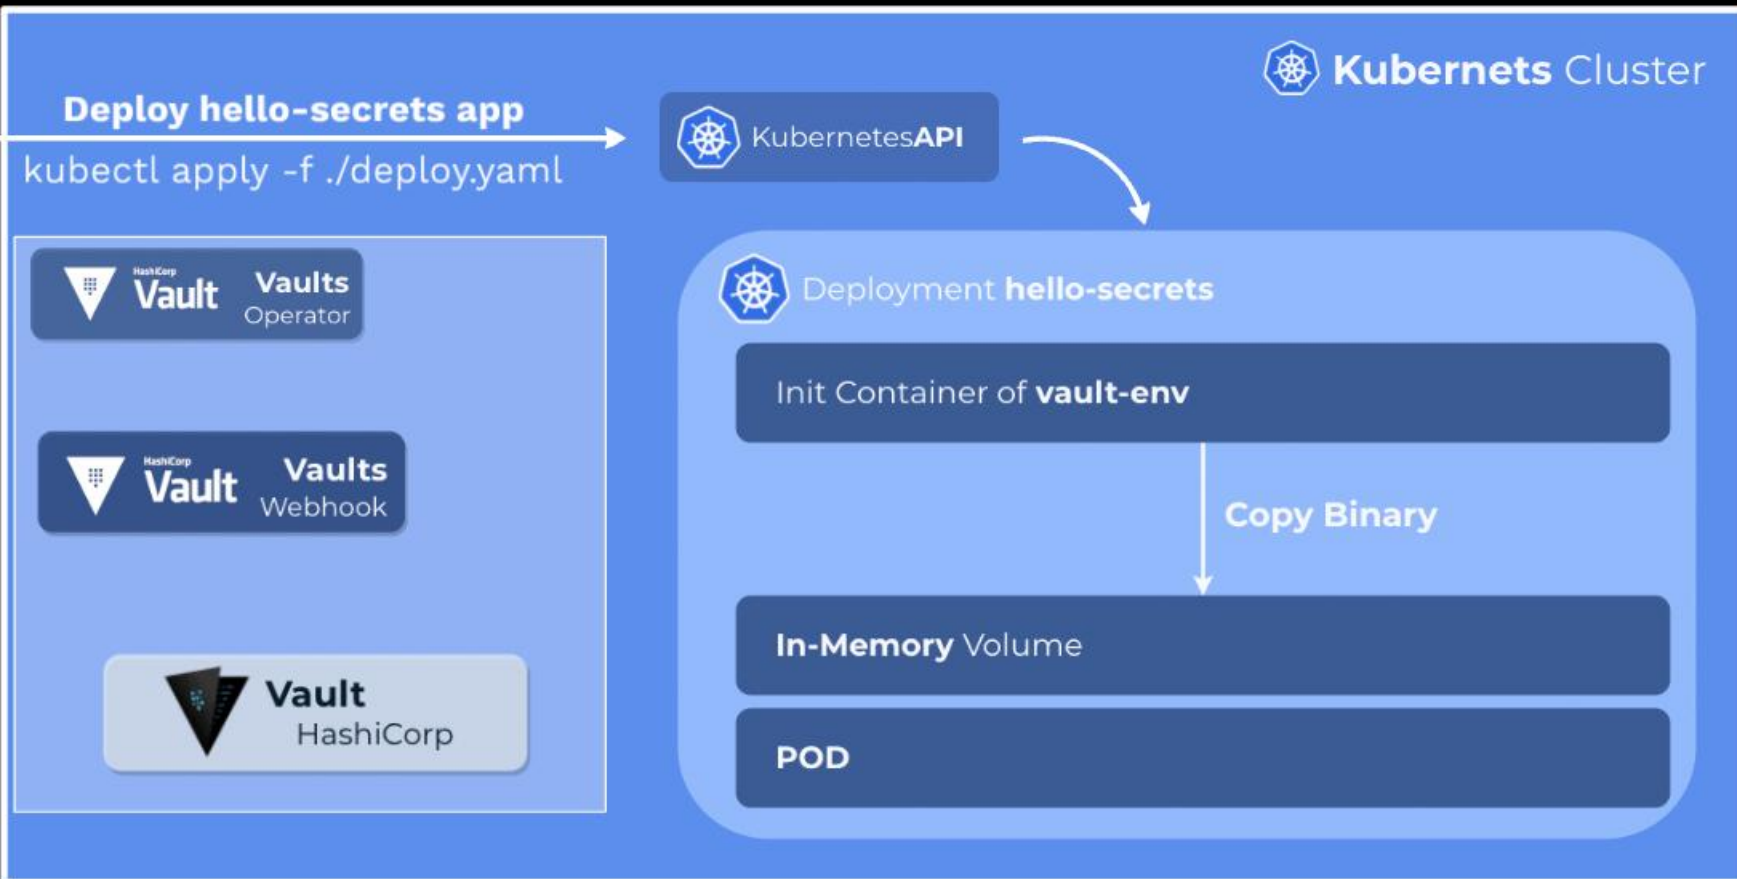 Kubernets Cluster
Deploy hello-secrets app
kubectl apply -f ./deploy.yaml
KubernetesAPI
HashiCorp
Vault
Vaults
Operator
HashiCorp
Vault
Vaults
Webhook
Vault
HashiCorp
Deployment hello-secrets
Init Container of vault-env
Copy Binary
In-Memory Volume
POD